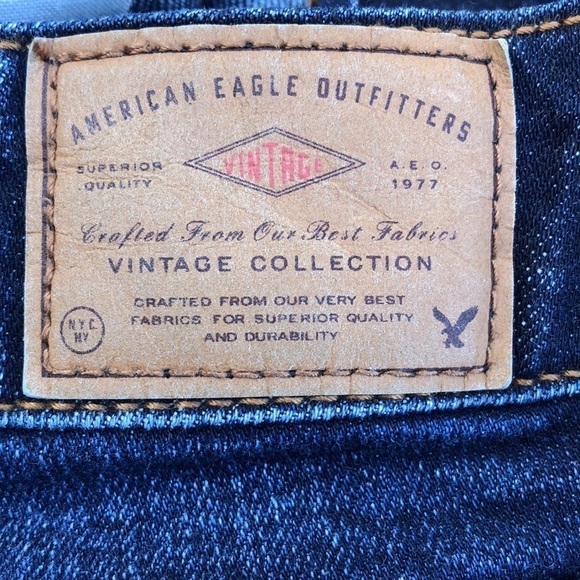 AMERICAN EAGLE OUTFITTERS
SUPERIOR QUALITY
VINTAGE
A.E.O. 1977
Crafted From Our Best Fabrics
VINTAGE COLLECTION
CRAFTED FROM OUR VERY BEST
FABRICS FOR SUPERIOR QUALITY
AND DURABILITY
N.Y.C.
NY